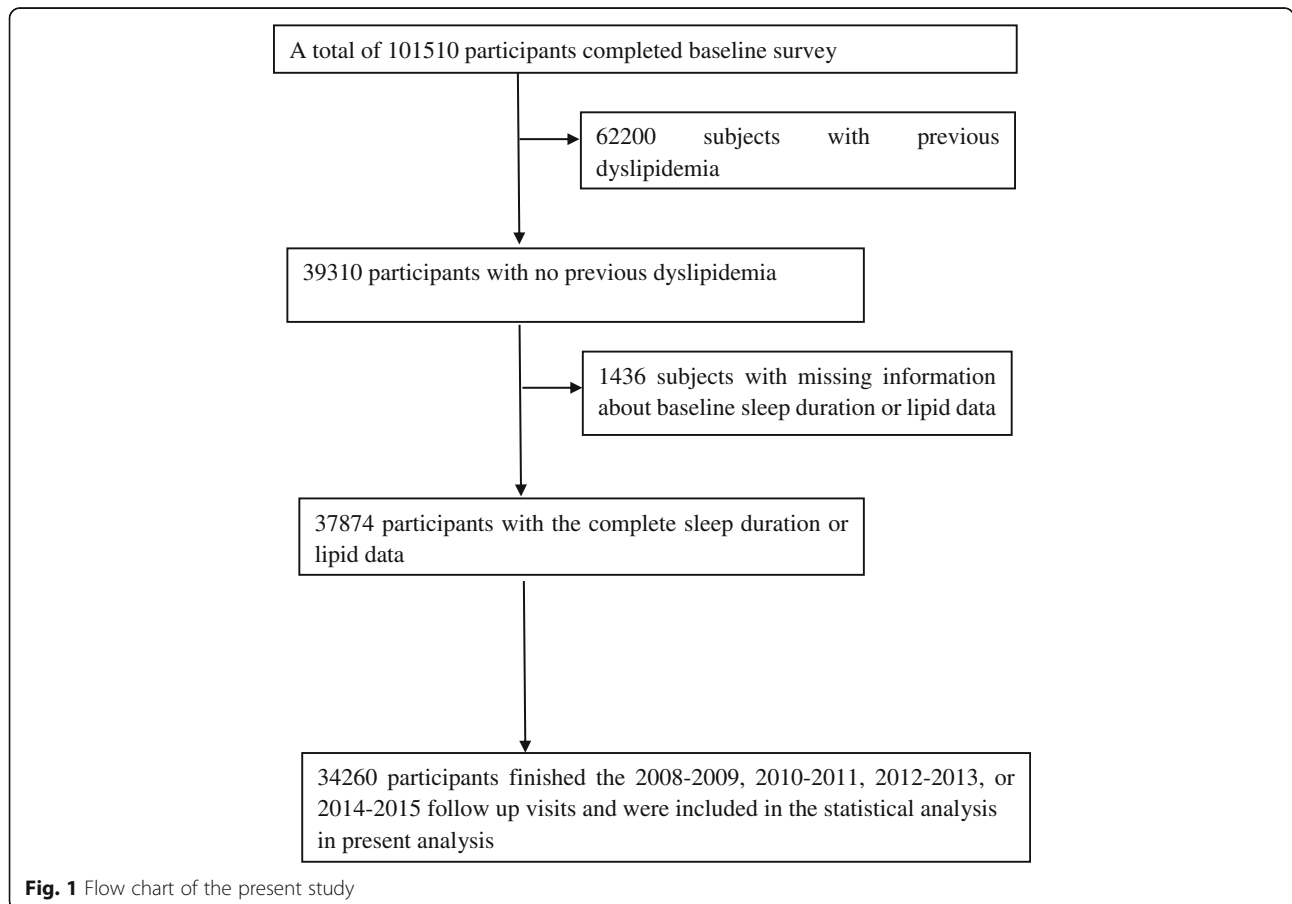 A total of 101510 participants completed baseline survey
62200 subjects with previous
dyslipidemia
39310 participants with no previous dyslipidemia
1436 subjects with missing information
about baseline sleep duration or lipid data
37874 participants with the complete sleep duration or
lipid data
34260 participants finished the 2008-2009, 2010-2011, 2012-2013, or
2014-2015 follow up visits and were included in the statistical analysis
in present analysis
Fig. 1 Flow chart of the present study